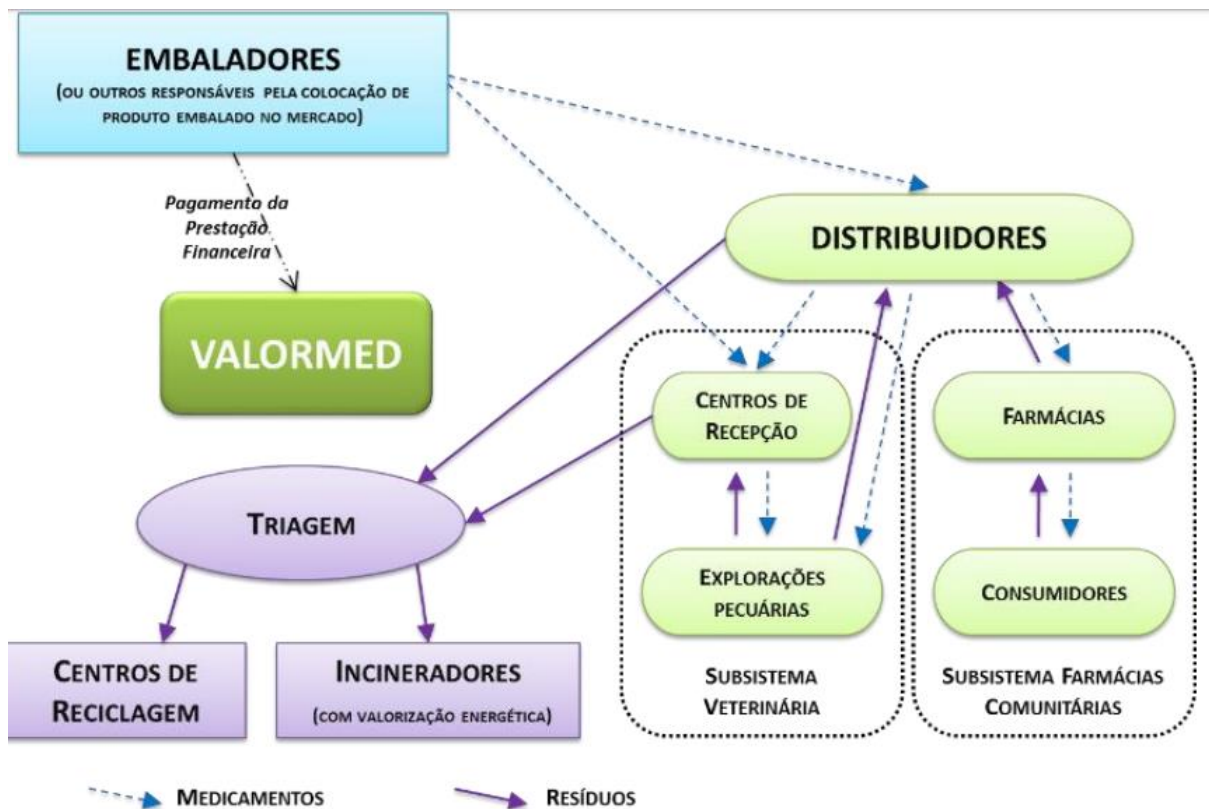 EMBALADORES
(OU OUTROS RESPONSÁVEIS PELA COLOCAÇÃO DE
PRODUTO EMBALADO NO MERCADO)
Pagamento da
Prestação
Financeira
VALORMED
DISTRIBUIDORES
CENTROS DE
RECEPÇÃO
FARMÁCIAS
TRIAGEM
EXPLORAÇÕES
PECUÁRIAS
CONSUMIDORES
CENTROS DE
RECICLAGEM
INCINERADORES
(COM VALORIZAÇÃO ENERGÉTICA)
SUBSISTEMA
VETERINÁRIA
SUBSISTEMA FARMÁCIAS
COMUNITÁRIAS
MEDICAMENTOS
RESÍDUOS